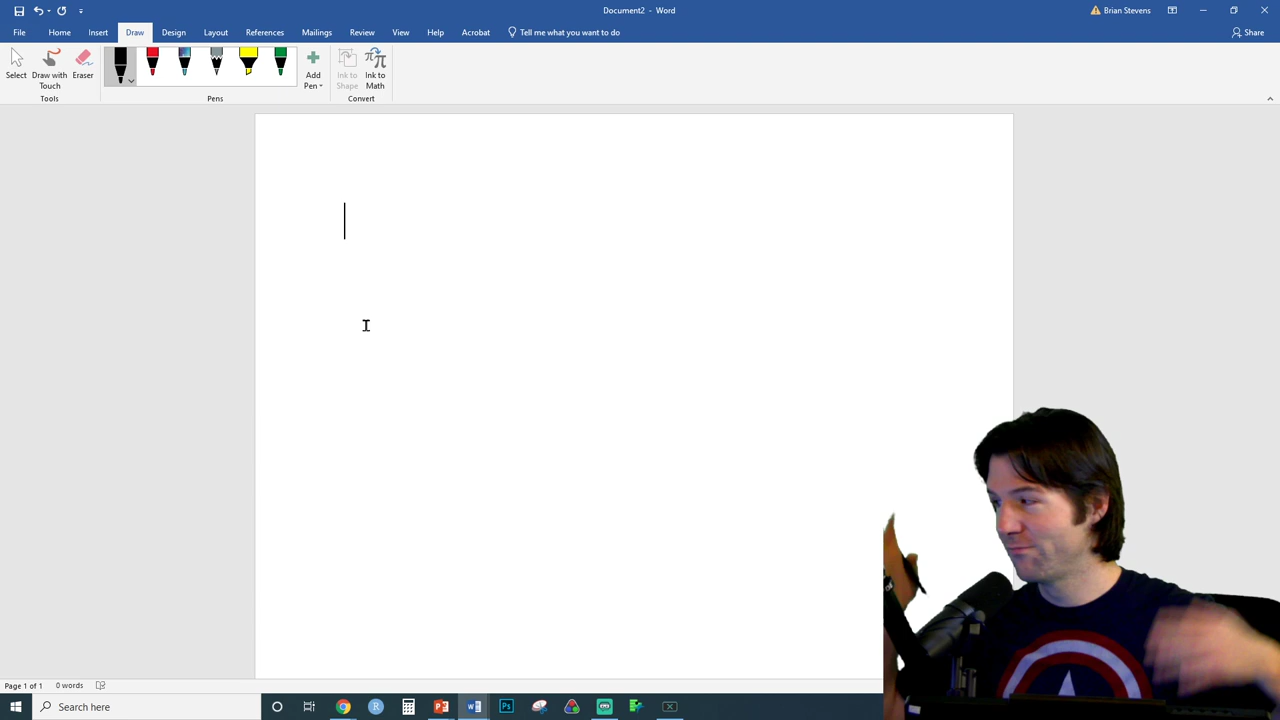 Document2 - Word
Brian Stevens
File Home Insert Draw Design Layout References Mailings Review View Help Acrobat Tell me what you want to do Share
Select
Draw with Touch
Eraser
Add Pen
Ink to Shape
Ink to Math
Tools Pens Convert
Page 1 of 1 0 words
Search here